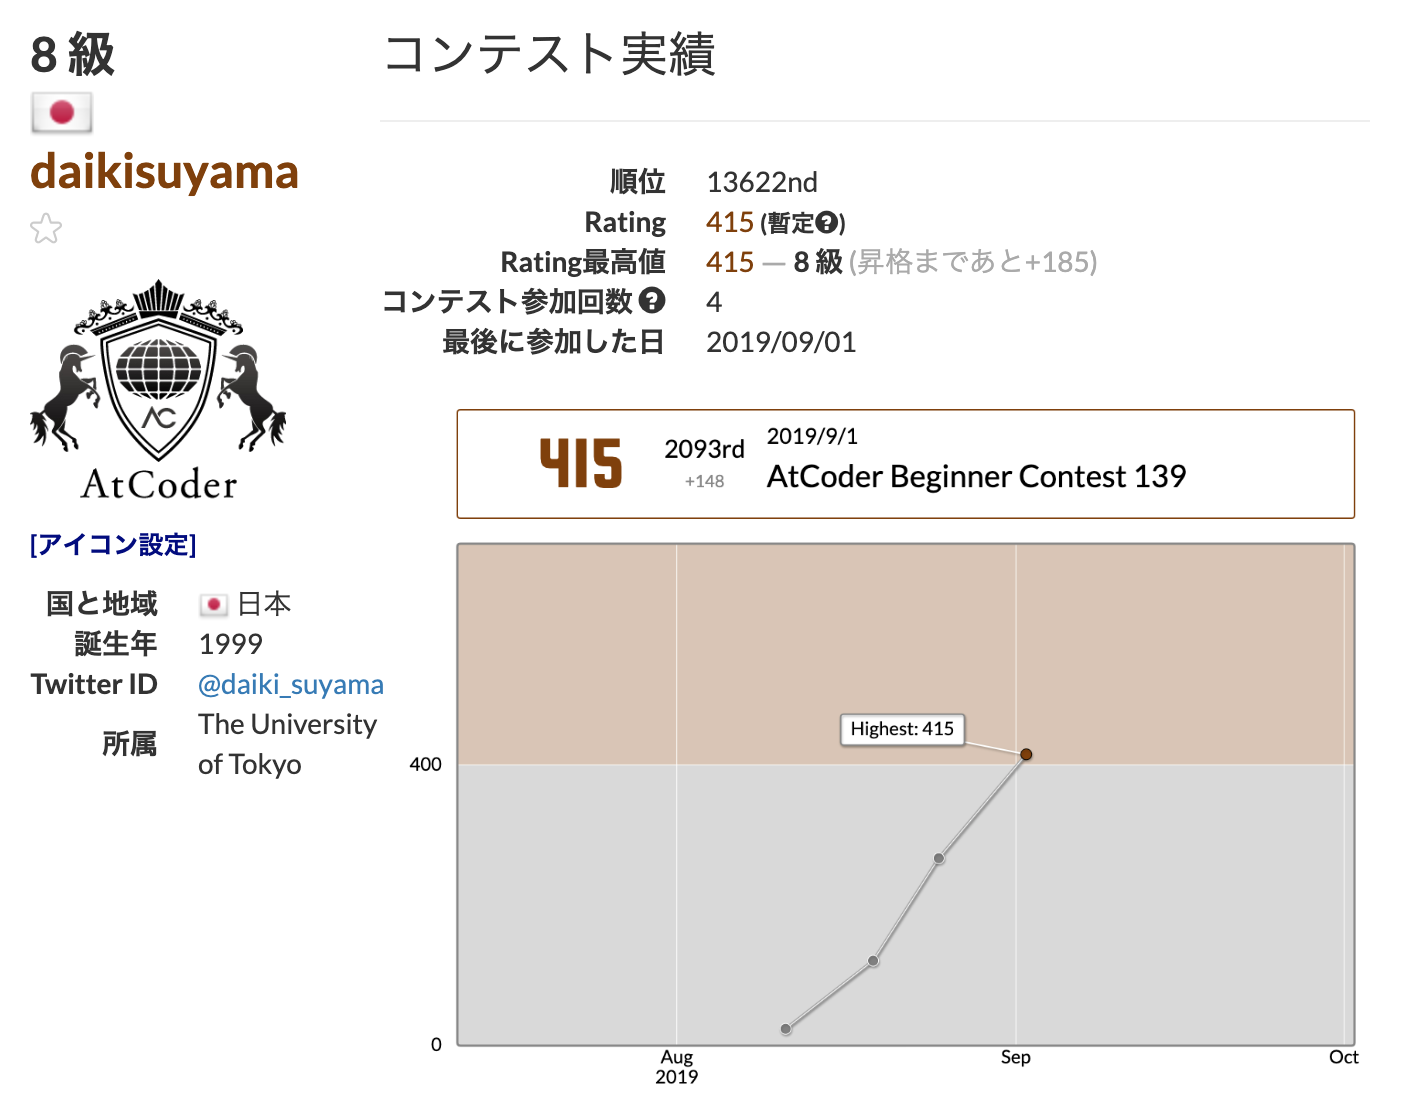 8 級
daikisuyama
AC
AtCoder
[アイコン設定]
国と地域 日本
誕生年 1999
Twitter ID @daiki_suyama
所属 The University
of Tokyo
コンテスト実績
順位 13622nd
Rating 415 (暫定?)
Rating最高値 415 ― 8 級 (昇格まであと+185)
コンテスト参加回数 ? 4
最後に参加した日 2019/09/01
415 2093rd +148 2019/9/1
AtCoder Beginner Contest 139
Highest: 415
400
0
Aug Sep Oct
2019